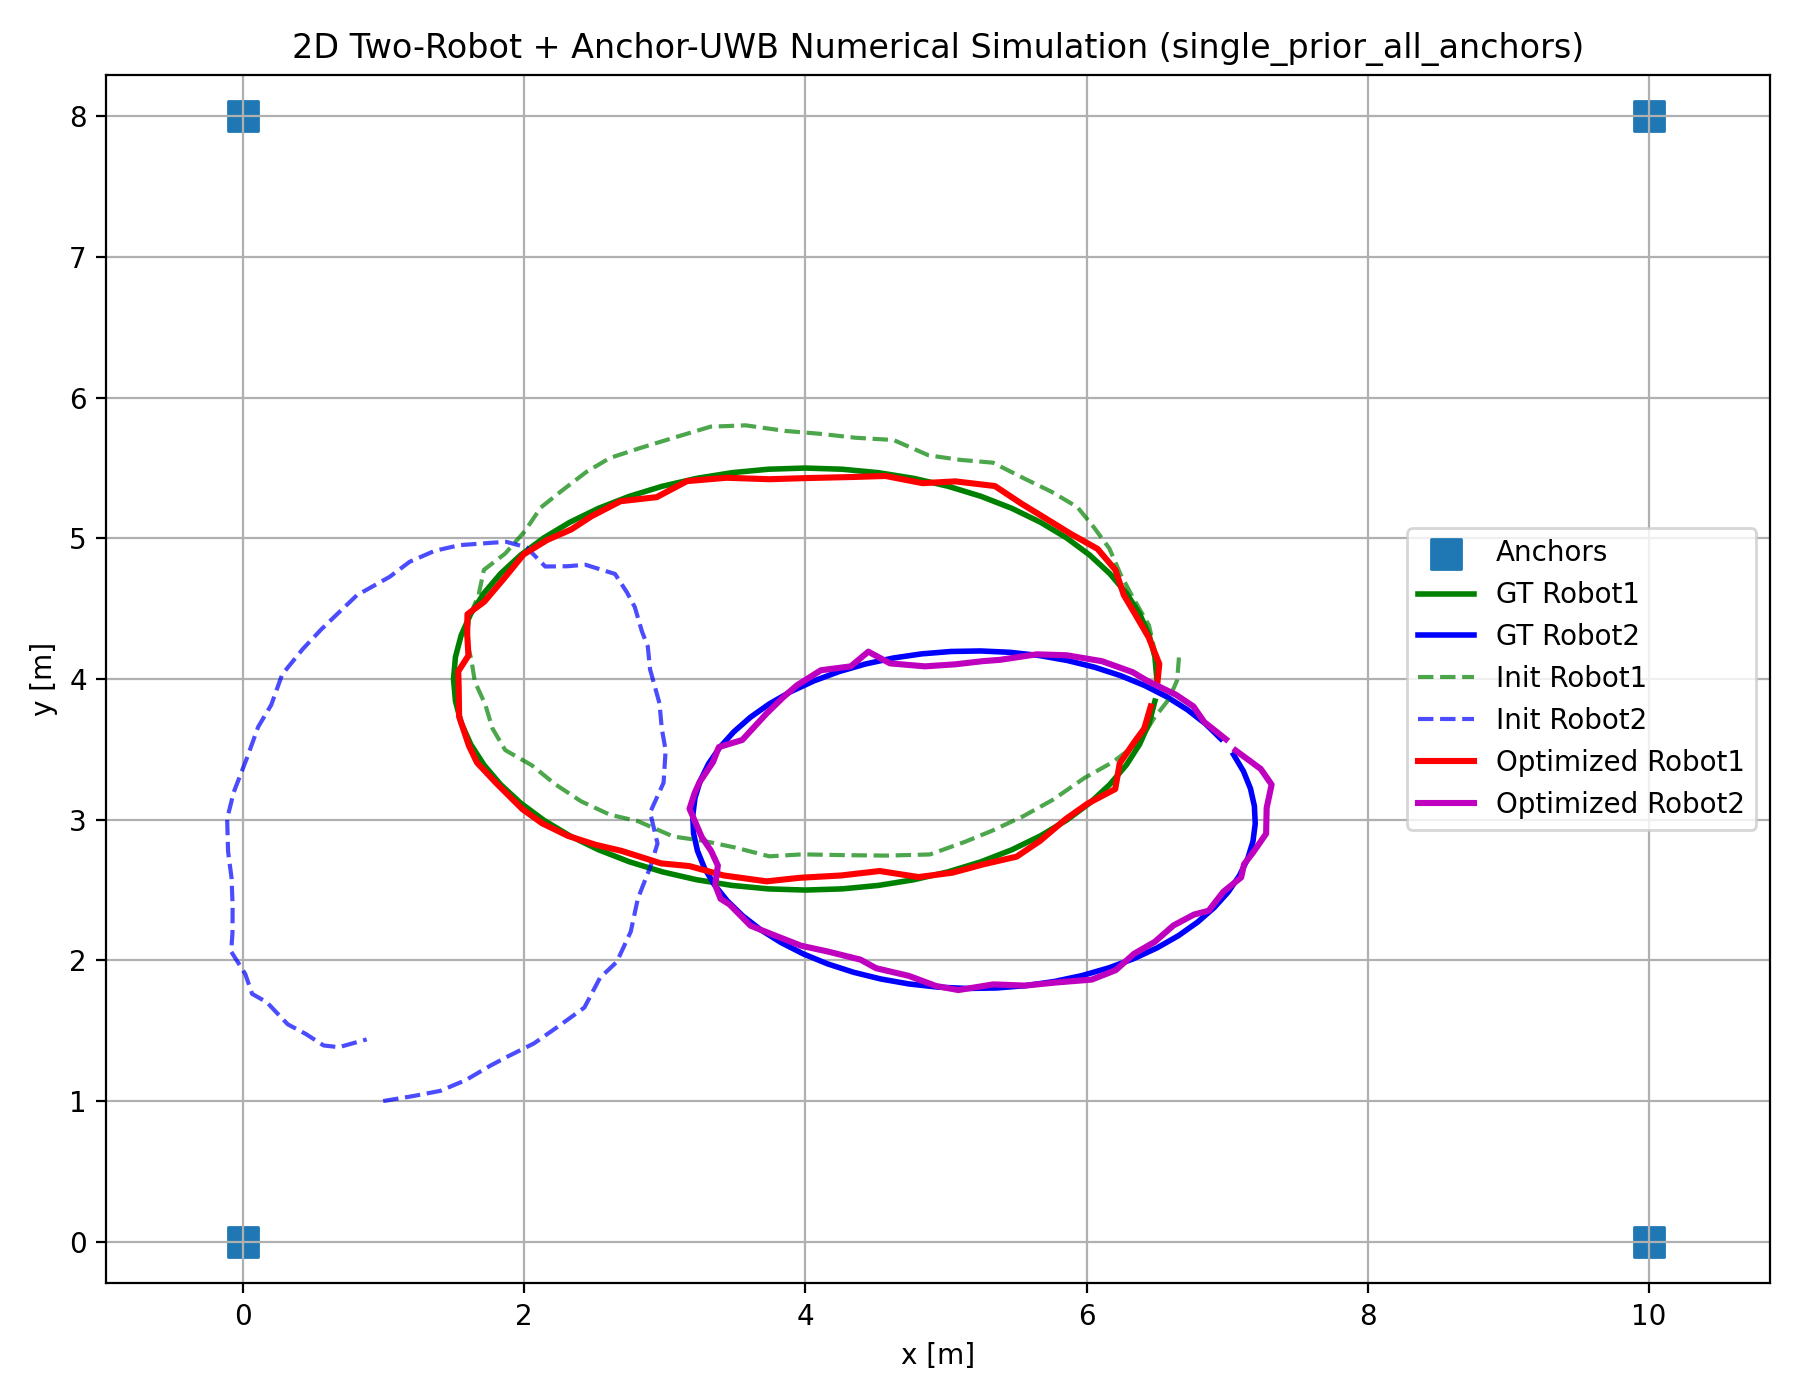 2D Two-Robot + Anchor-UWB Numerical Simulation (single_prior_all_anchors)
8
7
6
5
4
3
2
1
0
y [m]
Anchors
GT Robot1
GT Robot2
Init Robot1
Init Robot2
Optimized Robot1
Optimized Robot2
0 2 4 6 8 10
x [m]